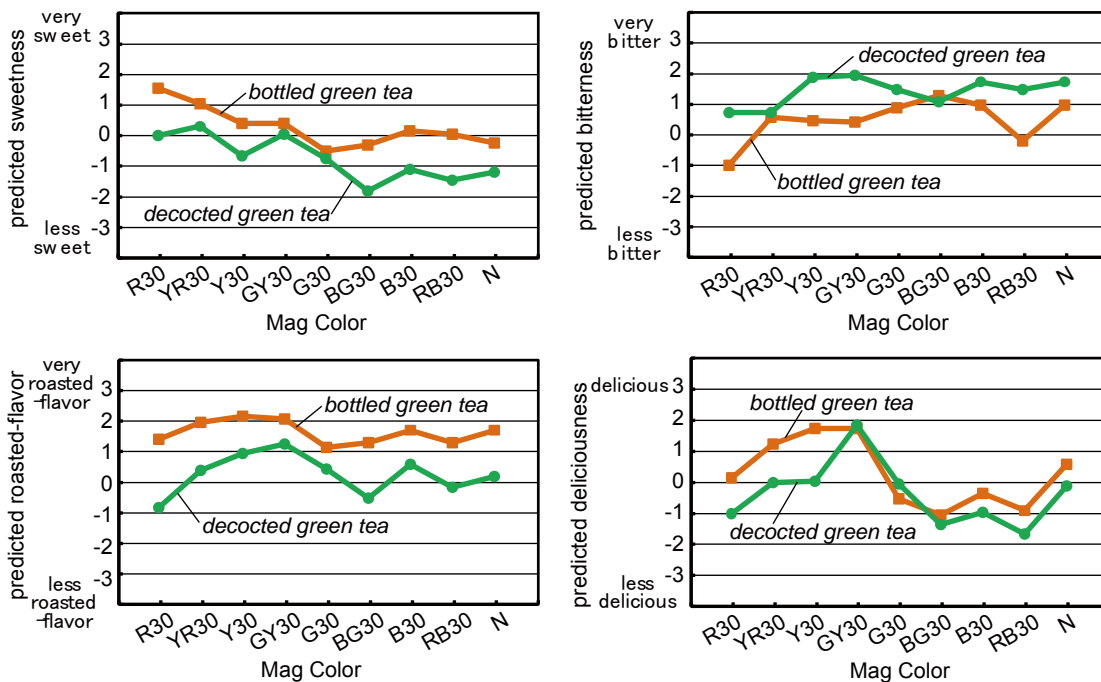 very
sweet
3
2
1
0
-1
-2
-3
less
sweet
predicted sweetness
bottled green tea
decocted green tea
R30
YR30
Y30
GY30
G30
BG30
B30
RB30
N
Mag Color
very
bitter
3
2
1
0
-1
-2
-3
less
bitter
predicted bitterness
decocted green tea
bottled green tea
R30
YR30
Y30
GY30
G30
BG30
B30
RB30
N
Mag Color
very
roasted
-flavor
3
2
1
0
-1
-2
-3
less
roasted
-flavor
predicted roasted-flavor
bottled green tea
decocted green tea
R30
YR30
Y30
GY30
G30
BG30
B30
RB30
N
Mag Color
delicious
3
2
1
0
-1
-2
-3
less
delicious
predicted deliciousness
bottled green tea
decocted green tea
R30
YR30
Y30
GY30
G30
BG30
B30
RB30
N
Mag Color